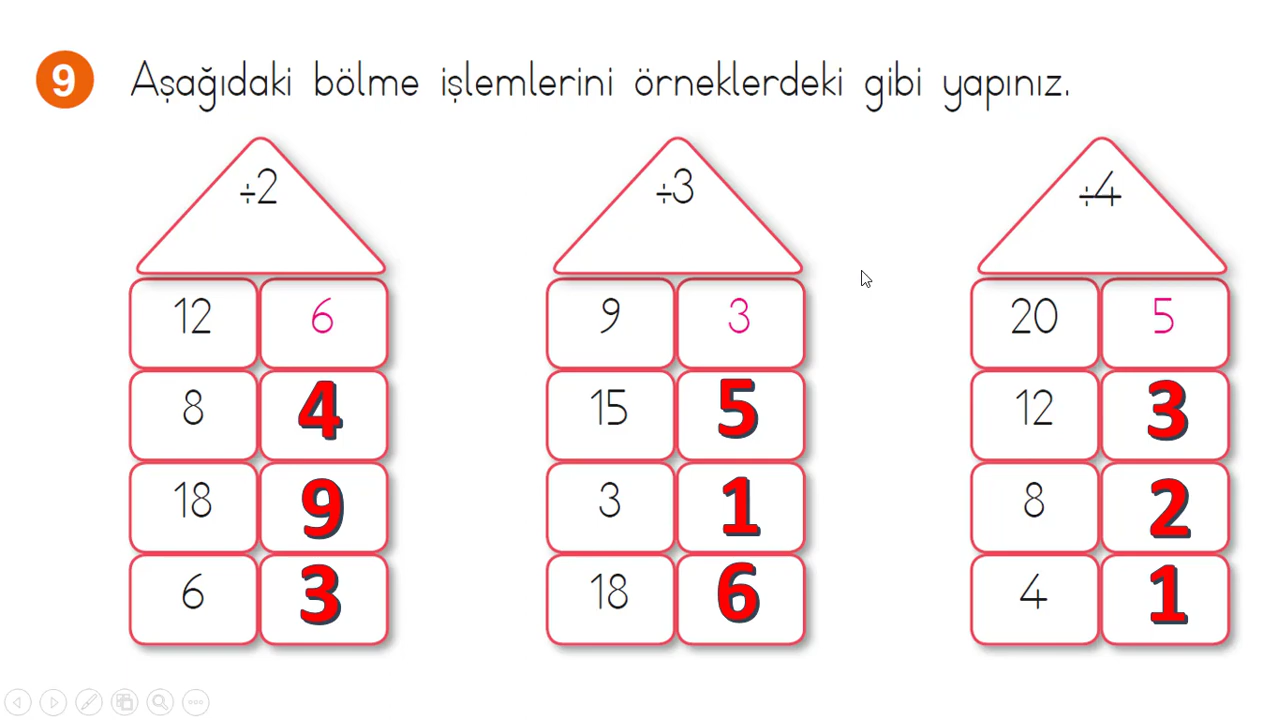 9 Aşağıdaki bölme işlemlerini örneklerdeki gibi yapınız.
÷2 ÷3 ÷4
12 6 9 3 20 5
8 4 15 5 12 3
18 9 3 1 8 2
6 3 18 6 4 1